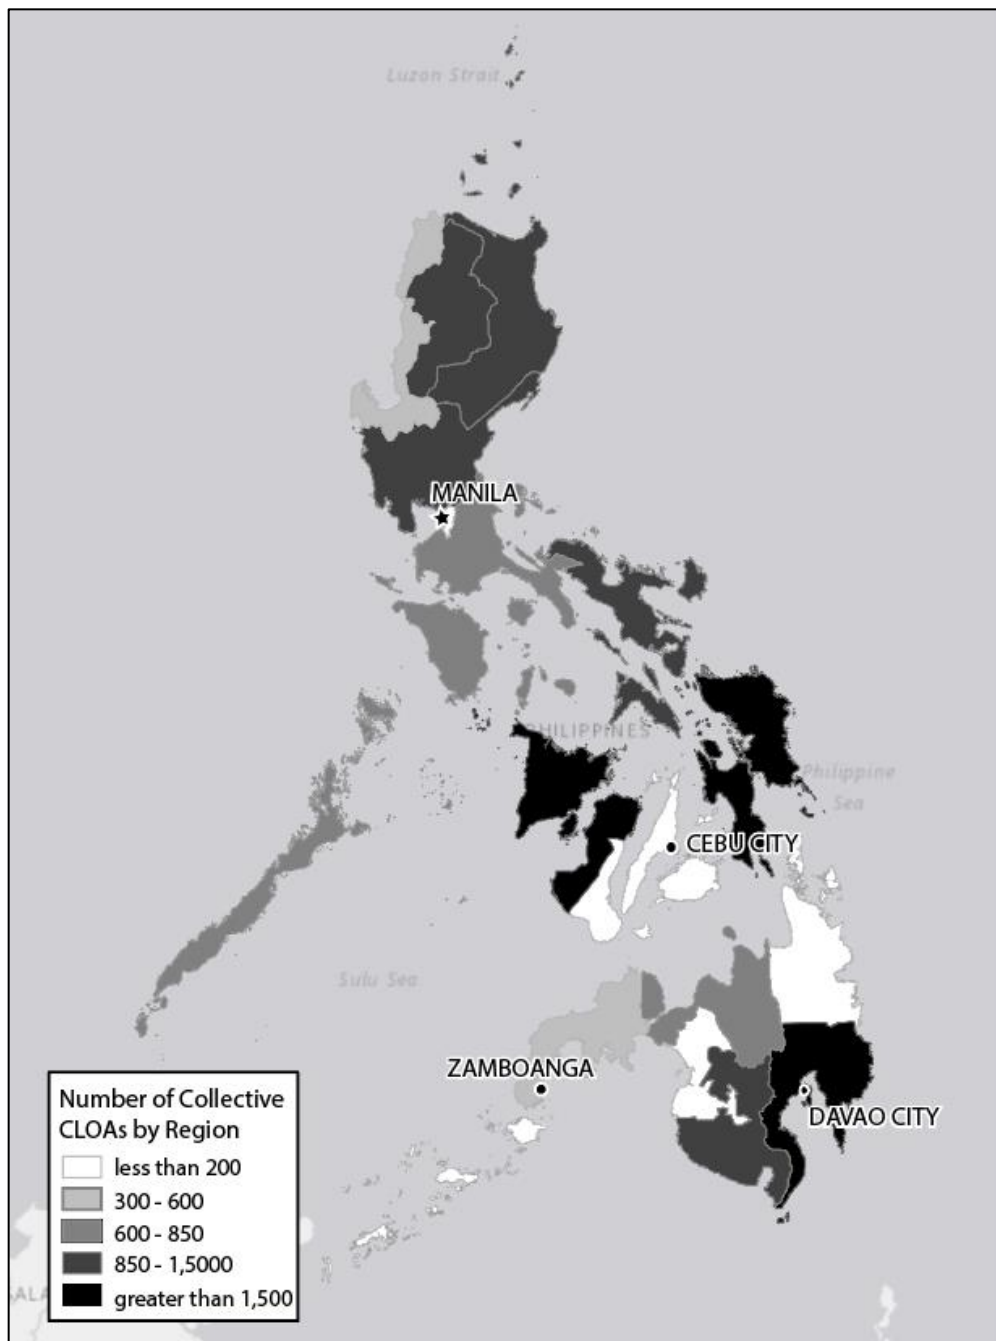 Luzon Strait
MANILA
PHILIPPINES
Philippine
Sea
CEBU CITY
Sulu Sea
ZAMBOANGA
DAVAO CITY
Number of Collective
CLOAs by Region
less than 200
300 - 600
600 - 850
850 - 1,5000
greater than 1,500